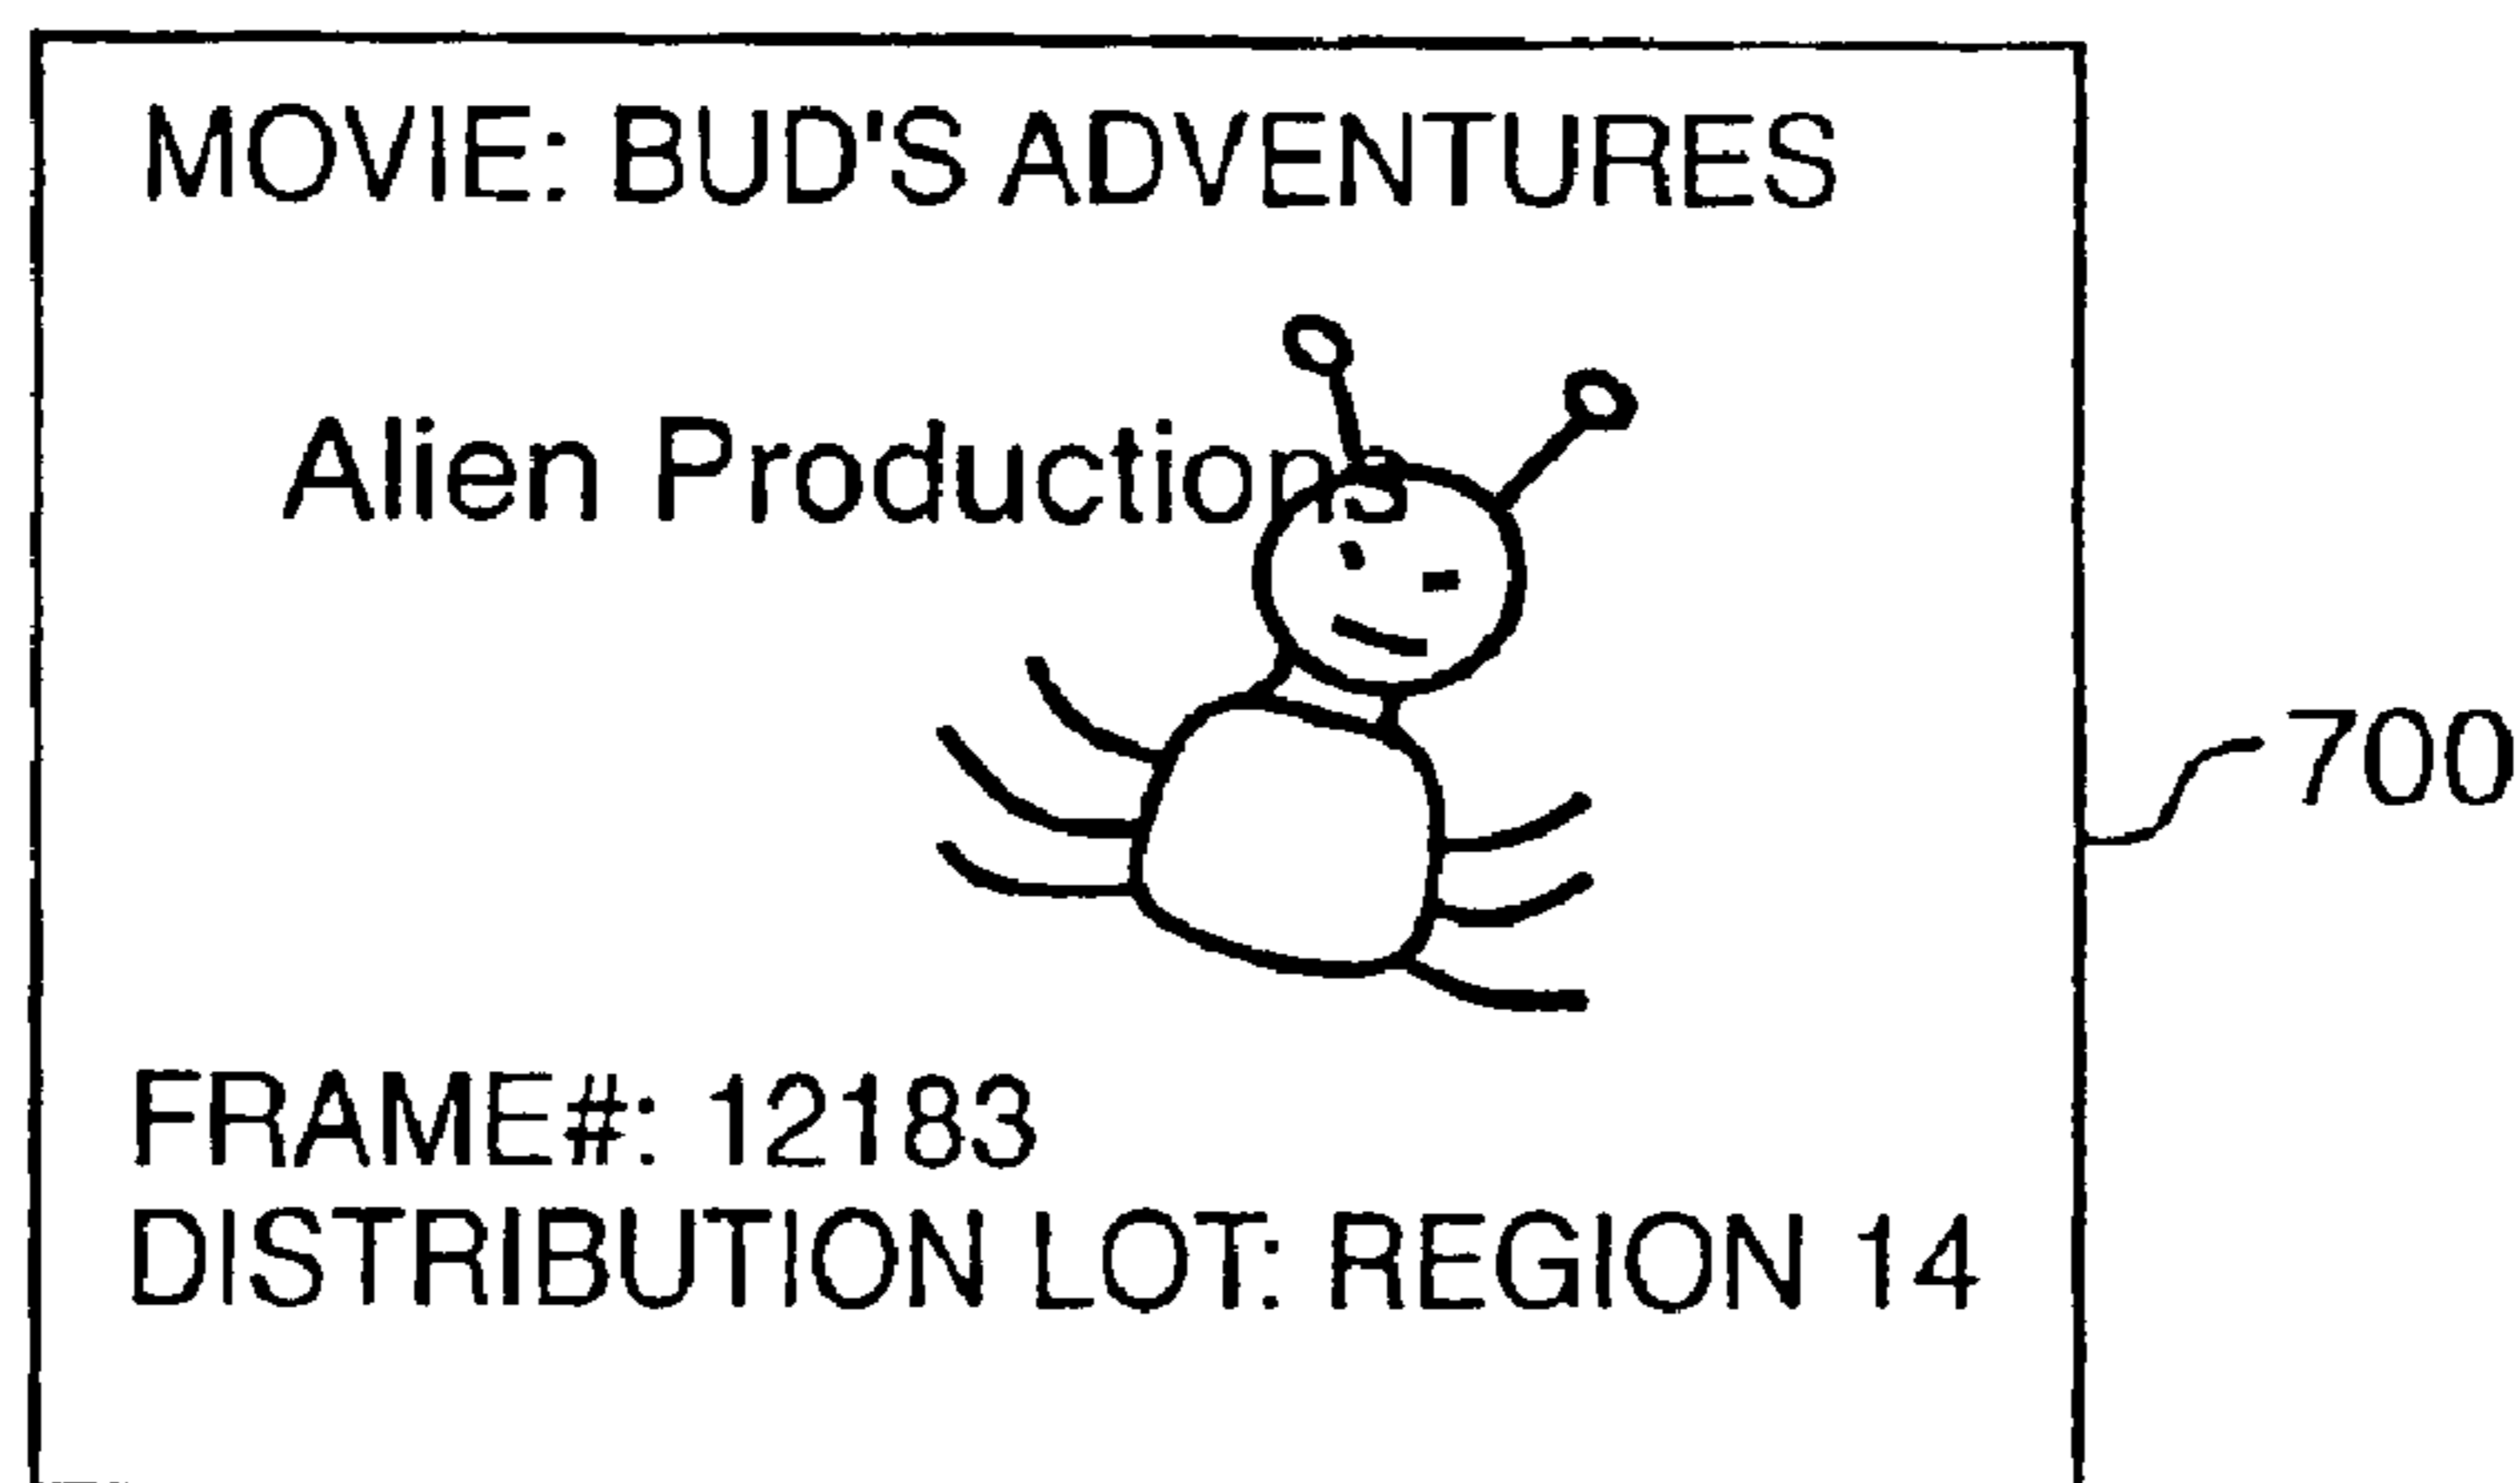 MOVIE: BUD'S ADVENTURES
Alien Productions
700
FRAME#: 12183
DISTRIBUTION LOT: REGION 14